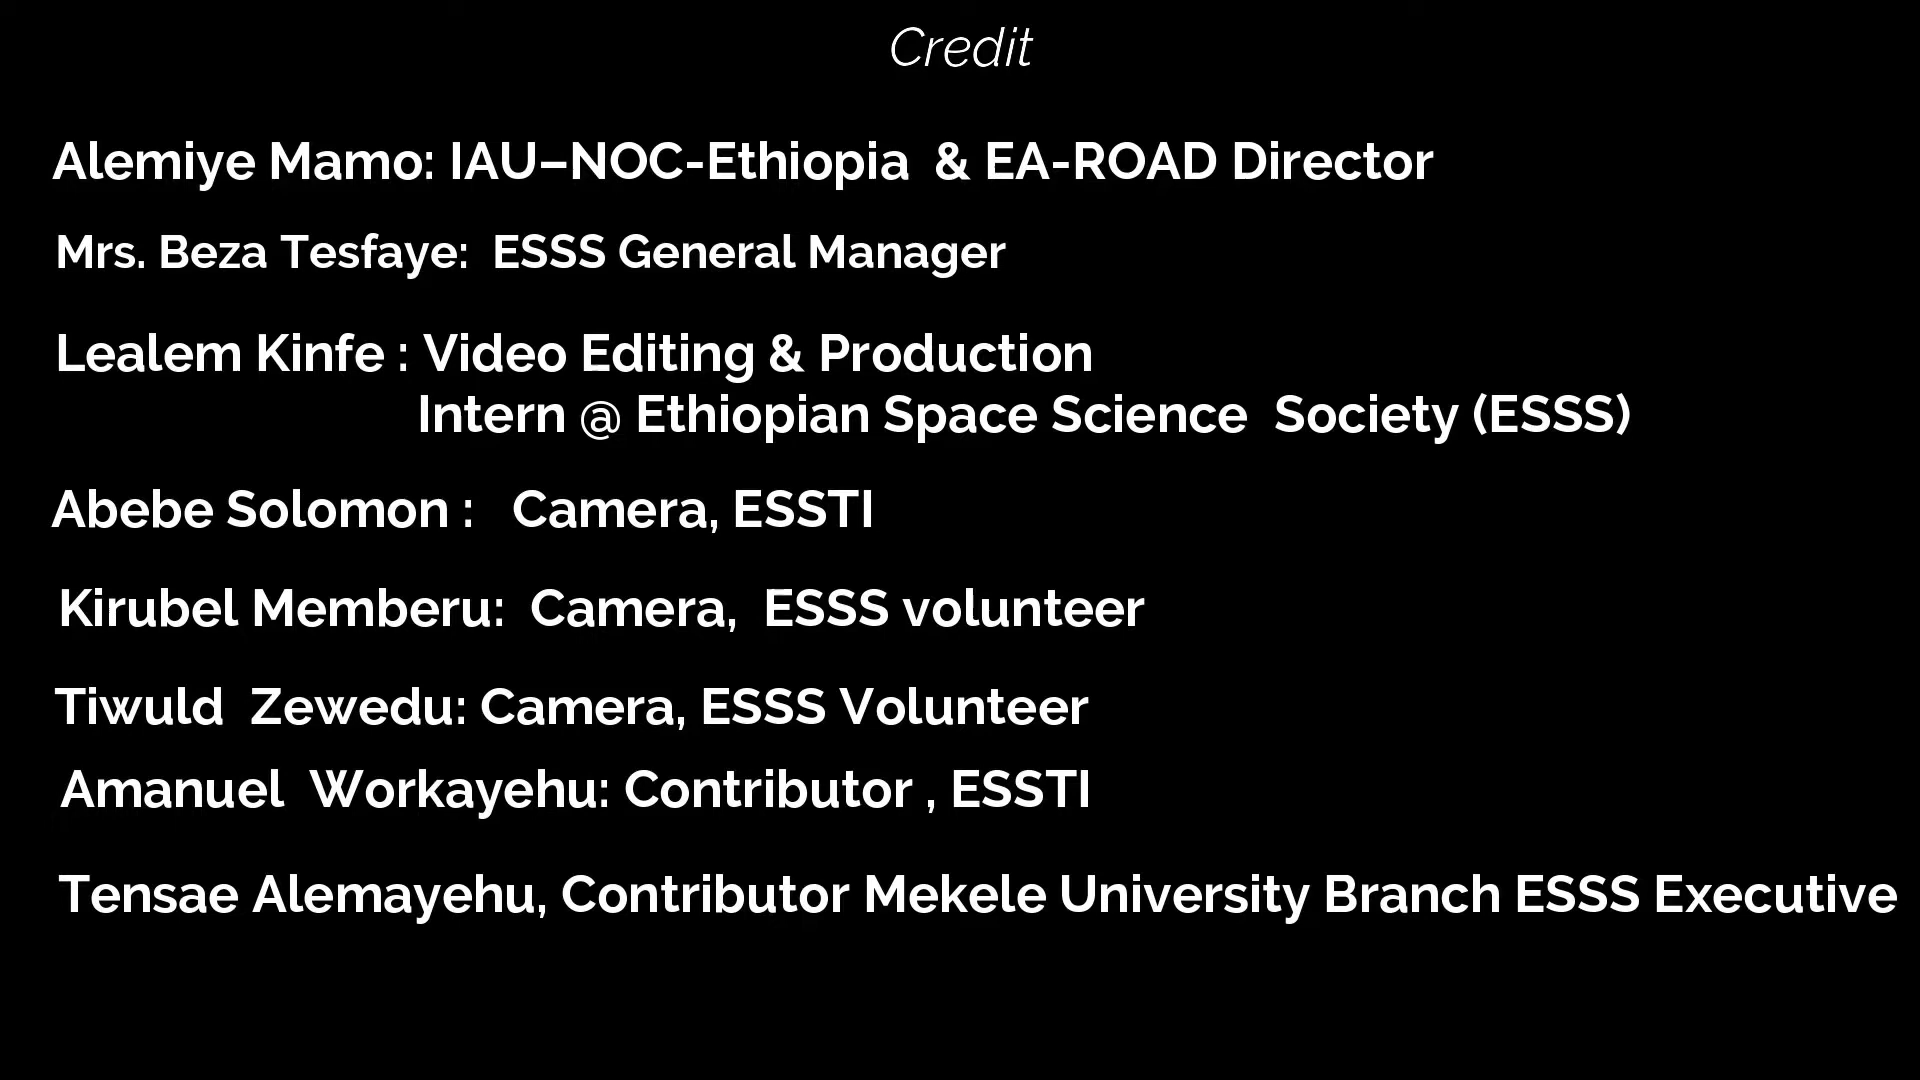 Credit
Alemiye Mamo: IAU–NOC-Ethiopia & EA-ROAD Director
Mrs. Beza Tesfaye: ESSS General Manager
Lealem Kinfe : Video Editing & Production
Intern @ Ethiopian Space Science Society (ESSS)
Abebe Solomon : Camera, ESSTI
Kirubel Memberu: Camera, ESSS volunteer
Tiwuld Zewedu: Camera, ESSS Volunteer
Amanuel Workayehu: Contributor , ESSTI
Tensae Alemayehu, Contributor Mekele University Branch ESSS Executive